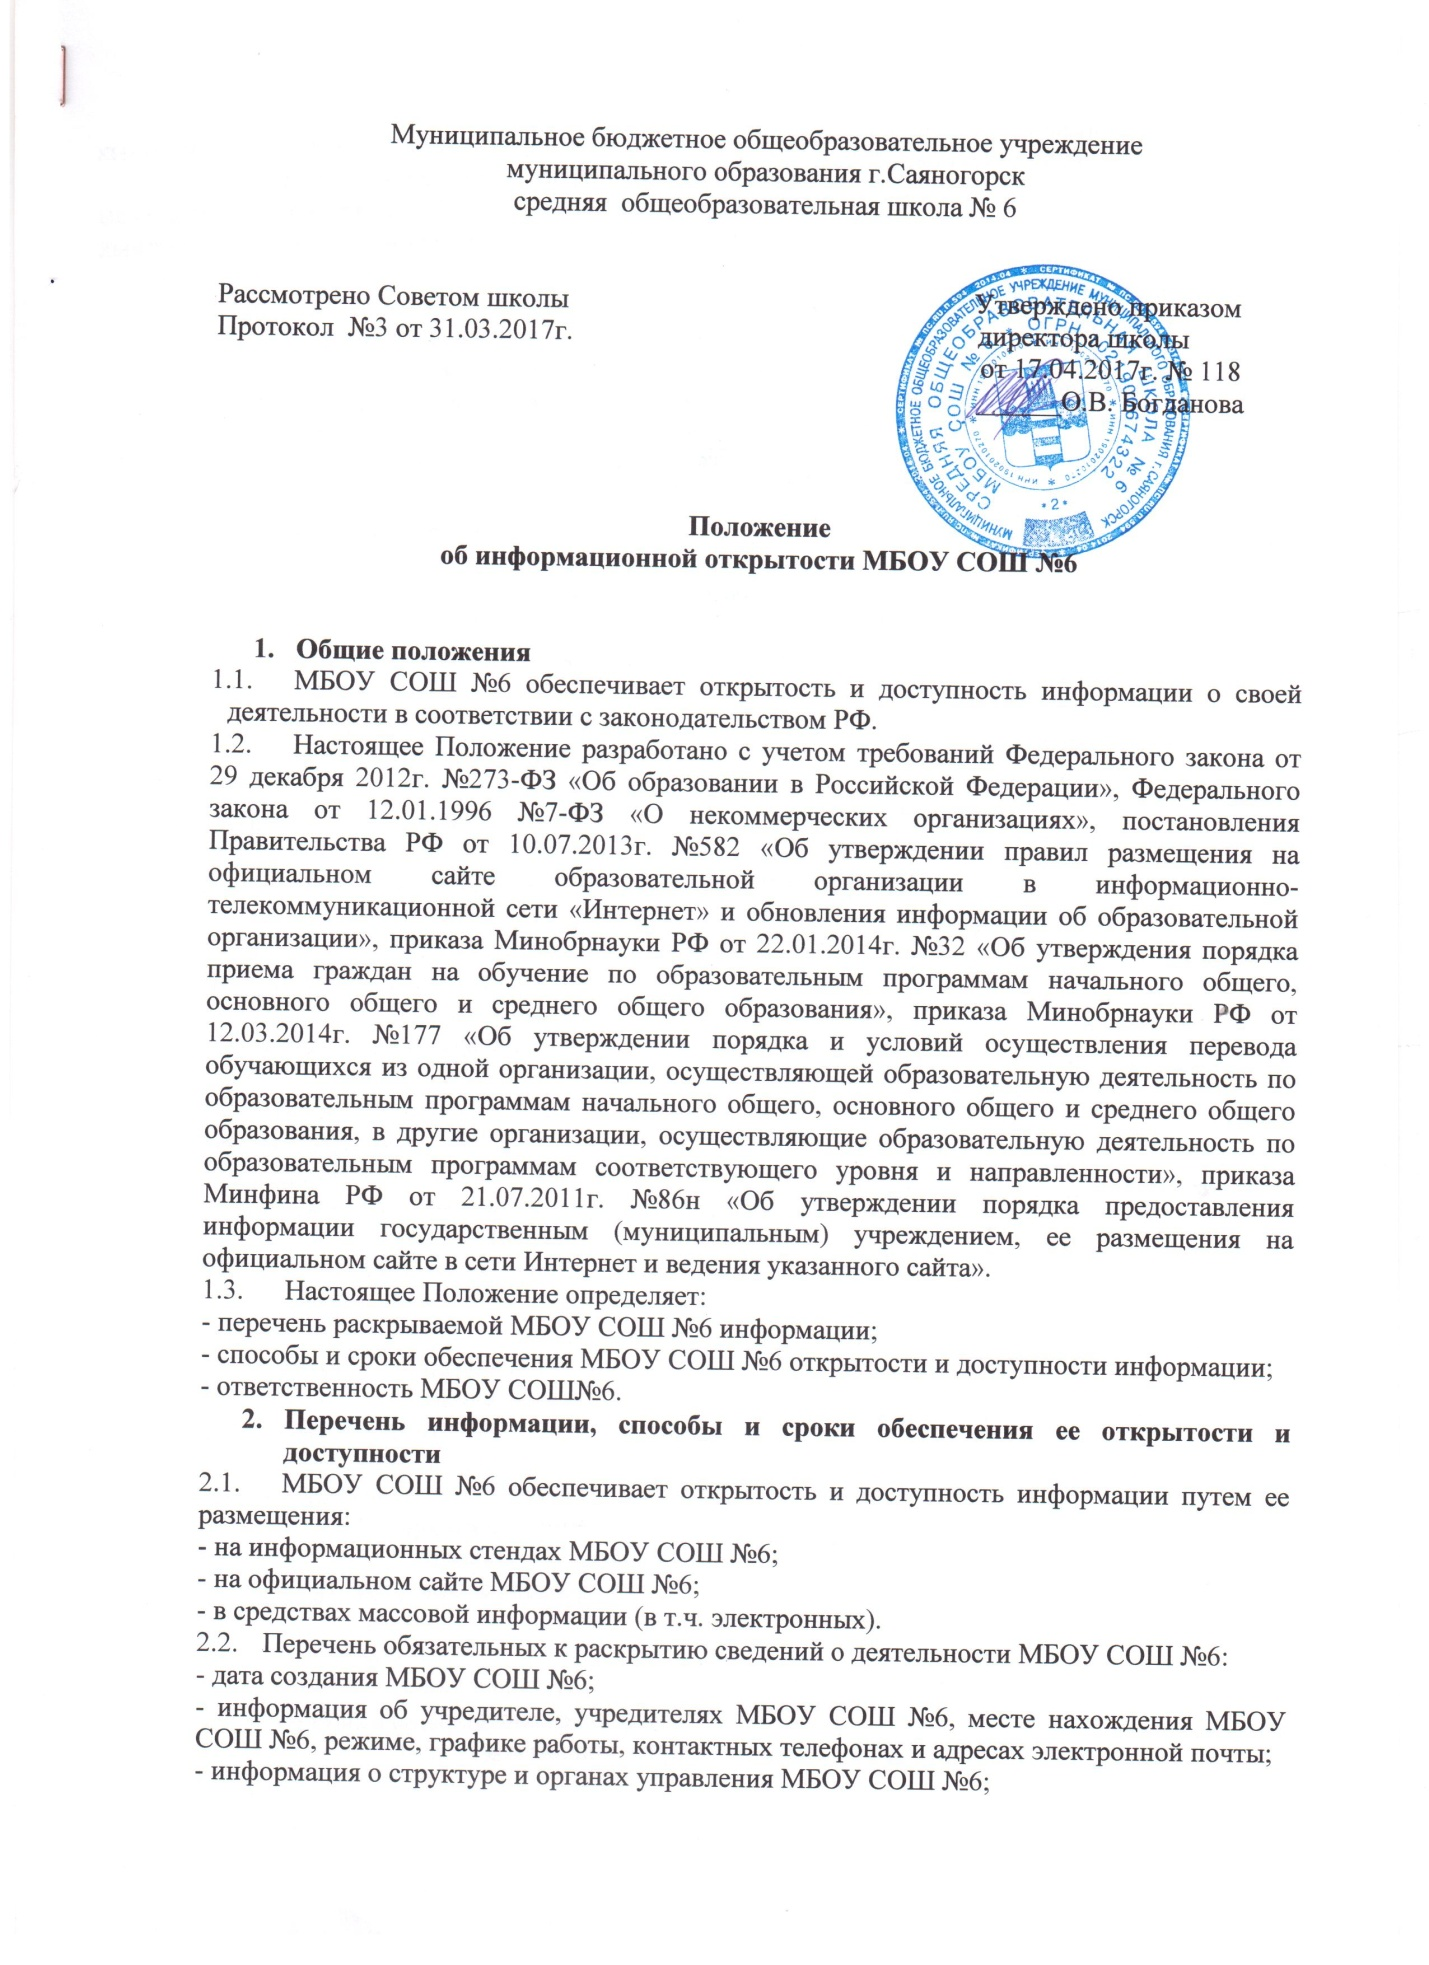 Муниципальное бюджетное общеобразовательное учреждение
муниципального образования г.Саяногорск
средняя общеобразовательная школа № 6
Рассмотрено Советом школы
Протокол №3 от 31.03.2017г.
Утверждено приказом
директора школы
от 17.04.2017г. № 118
О.В. Богданова
СРЕДНЯЯ ОБЩЕОБРАЗОВАТЕЛЬНАЯ ШКОЛА № 6
МБОУ СОШ № 6
* 2 *
Положение
об информационной открытости МБОУ СОШ №6
1. Общие положения
1.1. МБОУ СОШ №6 обеспечивает открытость и доступность информации о своей
деятельности в соответствии с законодательством РФ.
1.2. Настоящее Положение разработано с учетом требований Федерального закона от
29 декабря 2012г. №273-ФЗ «Об образовании в Российской Федерации», Федерального
закона от 12.01.1996 №7-ФЗ «О некоммерческих организациях», постановления
Правительства РФ от 10.07.2013г. №582 «Об утверждении правил размещения на
официальном сайте образовательной организации в информационно-
телекоммуникационной сети «Интернет» и обновления информации об образовательной
организации», приказа Минобрнауки РФ от 22.01.2014г. №32 «Об утверждения порядка
приема граждан на обучение по образовательным программам начального общего,
основного общего и среднего общего образования», приказа Минобрнауки РФ от
12.03.2014г. №177 «Об утверждении порядка и условий осуществления перевода
обучающихся из одной организации, осуществляющей образовательную деятельность по
образовательным программам начального общего, основного общего и среднего общего
образования, в другие организации, осуществляющие образовательную деятельность по
образовательным программам соответствующего уровня и направленности», приказа
Минфина РФ от 21.07.2011г. №86н «Об утверждении порядка предоставления
информации государственным (муниципальным) учреждением, ее размещения на
официальном сайте в сети Интернет и ведения указанного сайта».
1.3. Настоящее Положение определяет:
- перечень раскрываемой МБОУ СОШ №6 информации;
- способы и сроки обеспечения МБОУ СОШ №6 открытости и доступности информации;
- ответственность МБОУ СОШ№6.
2. Перечень информации, способы и сроки обеспечения ее открытости и
доступности
2.1. МБОУ СОШ №6 обеспечивает открытость и доступность информации путем ее
размещения:
- на информационных стендах МБОУ СОШ №6;
- на официальном сайте МБОУ СОШ №6;
- в средствах массовой информации (в т.ч. электронных).
2.2. Перечень обязательных к раскрытию сведений о деятельности МБОУ СОШ №6:
- дата создания МБОУ СОШ №6;
- информация об учредителе, учредителях МБОУ СОШ №6, месте нахождения МБОУ
СОШ №6, режиме, графике работы, контактных телефонах и адресах электронной почты;
- информация о структуре и органах управления МБОУ СОШ №6;